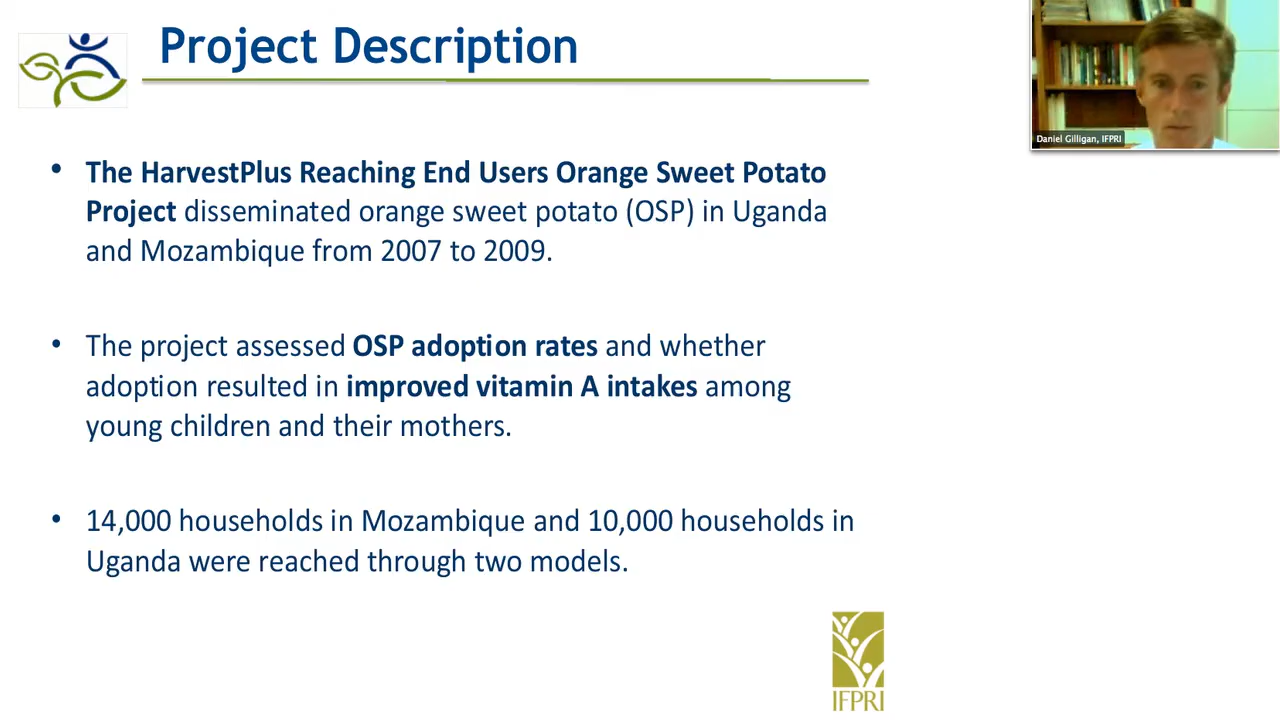 Project Description
Daniel Gilligan, IFPRI
• The HarvestPlus Reaching End Users Orange Sweet Potato
Project disseminated orange sweet potato (OSP) in Uganda
and Mozambique from 2007 to 2009.
• The project assessed OSP adoption rates and whether
adoption resulted in improved vitamin A intakes among
young children and their mothers.
• 14,000 households in Mozambique and 10,000 households in
Uganda were reached through two models.
IFPRI